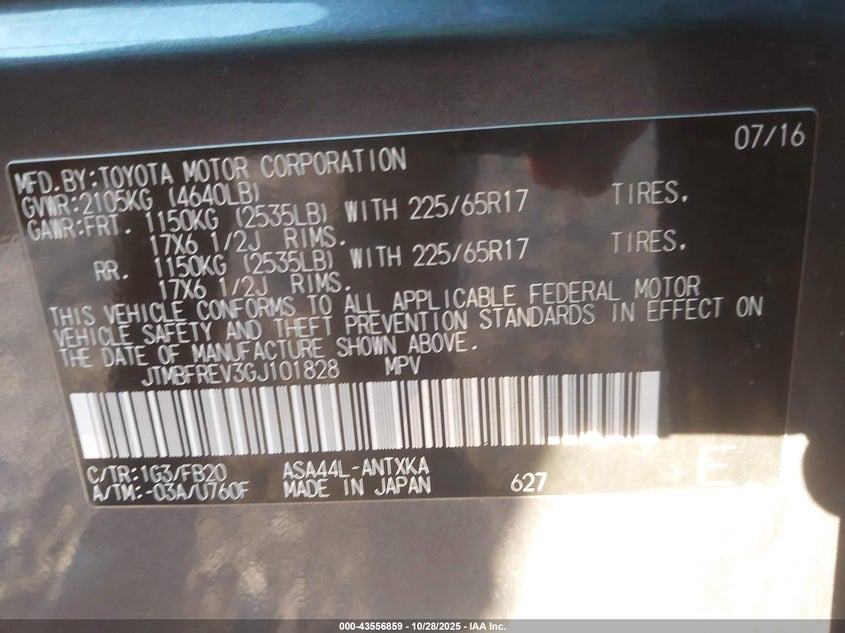 07/16
MFD.BY:TOYOTA MOTOR CORPORATION
GVWR:2105KG (4640LB)
GAWR:FRT. 1150KG (2535LB) WITH 225/65R17 TIRES.
17X6 1/2J RIMS.
RR. 1150KG (2535LB) WITH 225/65R17 TIRES.
17X6 1/2J RIMS.
THIS VEHICLE CONFORMS TO ALL APPLICABLE FEDERAL MOTOR
VEHICLE SAFETY AND THEFT PREVENTION STANDARDS IN EFFECT ON
THE DATE OF MANUFACTURE SHOWN ABOVE.
JTMBFREV3GJ101828 MPV
C/TR:1G3/FB20 ASA44L-ANTXKA
A/TM:-03A/U760F MADE IN JAPAN 627 E
000-43556859 | 10/28/2025 | IAA Inc.